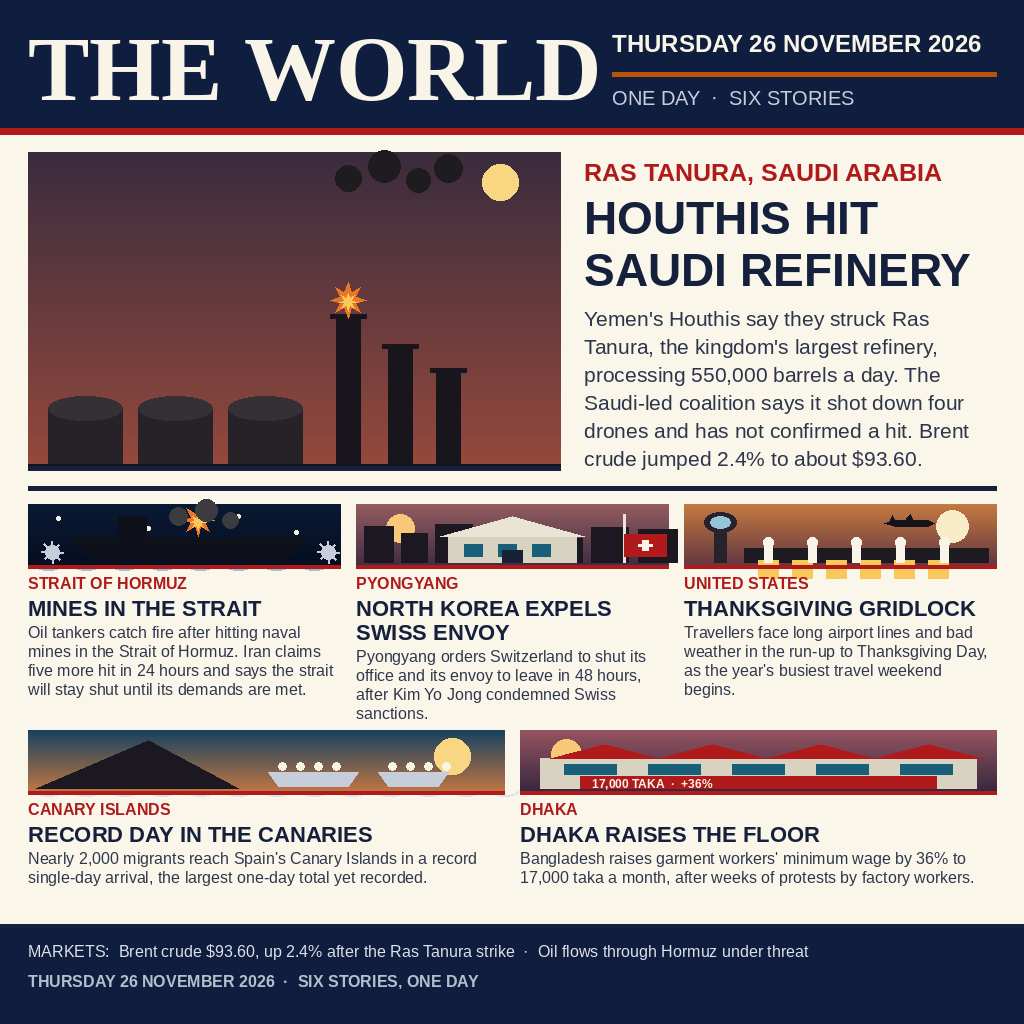 THE WORLD
THURSDAY 26 NOVEMBER 2026
ONE DAY · SIX STORIES
RAS TANURA, SAUDI ARABIA
HOUTHIS HIT
SAUDI REFINERY
Yemen's Houthis say they struck Ras
Tanura, the kingdom's largest refinery,
processing 550,000 barrels a day. The
Saudi-led coalition says it shot down four
drones and has not confirmed a hit. Brent
crude jumped 2.4% to about $93.60.
STRAIT OF HORMUZ
MINES IN THE STRAIT
Oil tankers catch fire after hitting naval
mines in the Strait of Hormuz. Iran claims
five more hit in 24 hours and says the strait
will stay shut until its demands are met.
PYONGYANG
NORTH KOREA EXPELS
SWISS ENVOY
Pyongyang orders Switzerland to shut its
office and its envoy to leave in 48 hours,
after Kim Yo Jong condemned Swiss
sanctions.
UNITED STATES
THANKSGIVING GRIDLOCK
Travellers face long airport lines and bad
weather in the run-up to Thanksgiving Day,
as the year's busiest travel weekend
begins.
CANARY ISLANDS
RECORD DAY IN THE CANARIES
Nearly 2,000 migrants reach Spain's Canary Islands in a record
single-day arrival, the largest one-day total yet recorded.
17,000 TAKA · +36%
DHAKA
DHAKA RAISES THE FLOOR
Bangladesh raises garment workers' minimum wage by 36% to
17,000 taka a month, after weeks of protests by factory workers.
MARKETS: Brent crude $93.60, up 2.4% after the Ras Tanura strike · Oil flows through Hormuz under threat
THURSDAY 26 NOVEMBER 2026 · SIX STORIES, ONE DAY